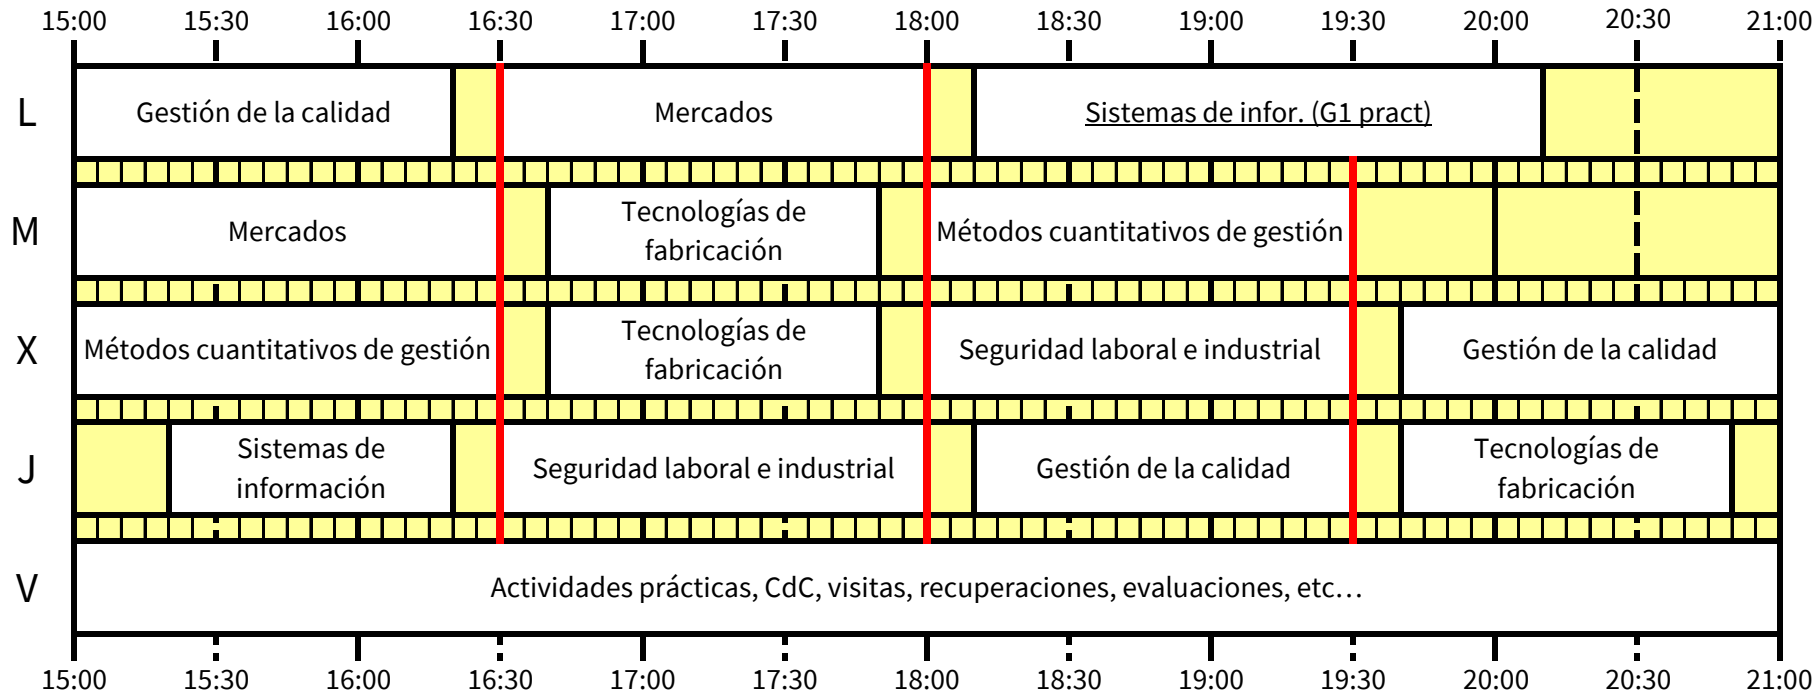 15:00 15:30 16:00 16:30 17:00 17:30 18:00 18:30 19:00 19:30 20:00 20:30 21:00
L
Gestión de la calidad
Mercados
Sistemas de infor. (G1 pract)
M
Mercados
Tecnologías de
fabricación
Métodos cuantitativos de gestión
X
Métodos cuantitativos de gestión
Tecnologías de
fabricación
Seguridad laboral e industrial
Gestión de la calidad
J
Sistemas de
información
Seguridad laboral e industrial
Gestión de la calidad
Tecnologías de
fabricación
V
Actividades prácticas, CdC, visitas, recuperaciones, evaluaciones, etc…
15:00 15:30 16:00 16:30 17:00 17:30 18:00 18:30 19:00 19:30 20:00 20:30 21:00